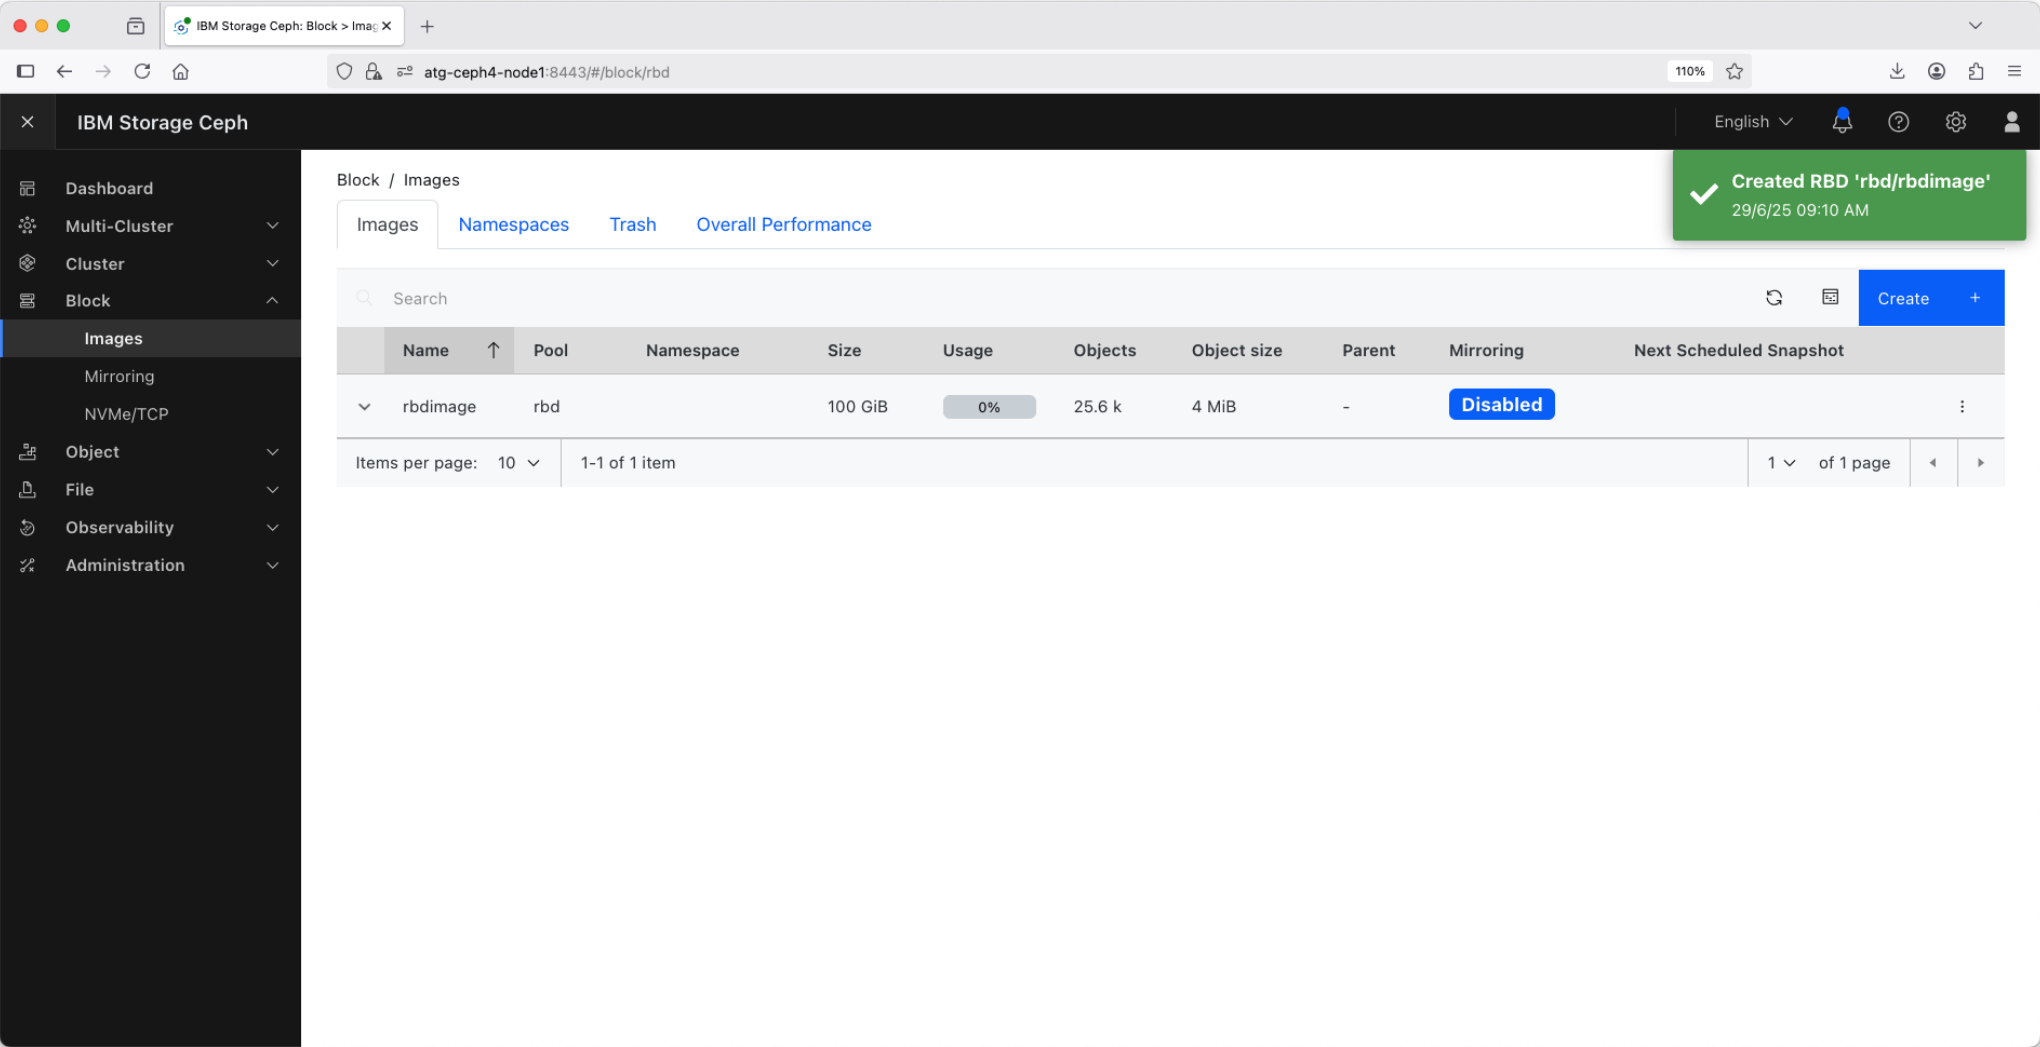 IBM Storage Ceph: Block > Imag
atg-ceph4-node1:8443/#/block/rbd
110%
IBM Storage Ceph
English
Created RBD 'rbd/rbdimage'
29/6/25 09:10 AM
Dashboard
Multi-Cluster
Cluster
Block
Images
Mirroring
NVMe/TCP
Object
File
Observability
Administration
Block / Images
Images Namespaces Trash Overall Performance
Search
Create +
Name Pool Namespace Size Usage Objects Object size Parent Mirroring Next Scheduled Snapshot
rbdimage rbd 100 GiB 0% 25.6 k 4 MiB - Disabled
Items per page: 10 1-1 of 1 item 1 of 1 page